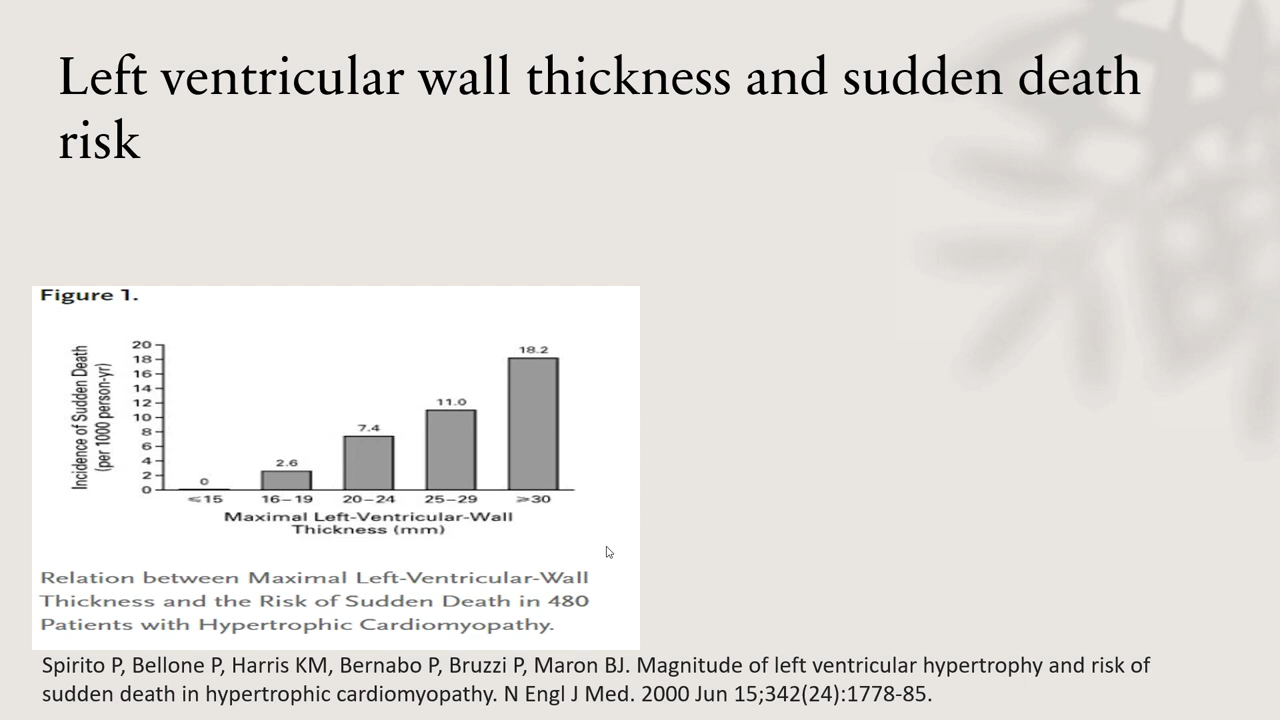 Left ventricular wall thickness and sudden death
risk
Figure 1.
Incidence of Sudden Death
(per 1000 person-yr)
20
18
16
14
12
10
8
6
4
2
0
0
2.6
7.4
11.0
18.2
⩽15 16–19 20–24 25–29 ⩾30
Maximal Left-Ventricular-Wall
Thickness (mm)
Relation between Maximal Left-Ventricular-Wall
Thickness and the Risk of Sudden Death in 480
Patients with Hypertrophic Cardiomyopathy.
Spirito P, Bellone P, Harris KM, Bernabo P, Bruzzi P, Maron BJ. Magnitude of left ventricular hypertrophy and risk of
sudden death in hypertrophic cardiomyopathy. N Engl J Med. 2000 Jun 15;342(24):1778-85.